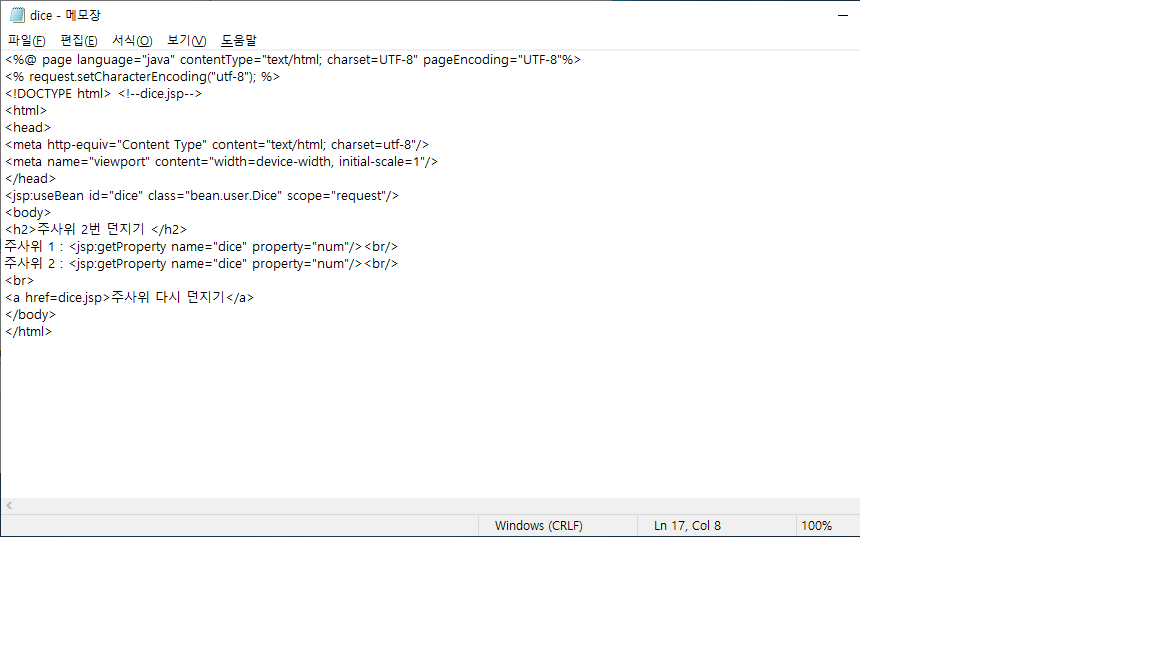 dice - 메모장
파일(F) 편집(E) 서식(O) 보기(V) 도움말
<%@ page language="java" contentType="text/html; charset=UTF-8" pageEncoding="UTF-8"%>
<% request.setCharacterEncoding("utf-8"); %>
<!DOCTYPE html> <!--dice.jsp-->
<html>
<head>
<meta http-equiv="Content Type" content="text/html; charset=utf-8"/>
<meta name="viewport" content="width=device-width, initial-scale=1"/>
</head>
<jsp:useBean id="dice" class="bean.user.Dice" scope="request"/>
<body>
<h2>주사위 2번 던지기 </h2>
주사위 1 : <jsp:getProperty name="dice" property="num"/><br/>
주사위 2 : <jsp:getProperty name="dice" property="num"/><br/>
<br>
<a href=dice.jsp>주사위 다시 던지기</a>
</body>
</html>
Windows (CRLF) Ln 17, Col 8 100%